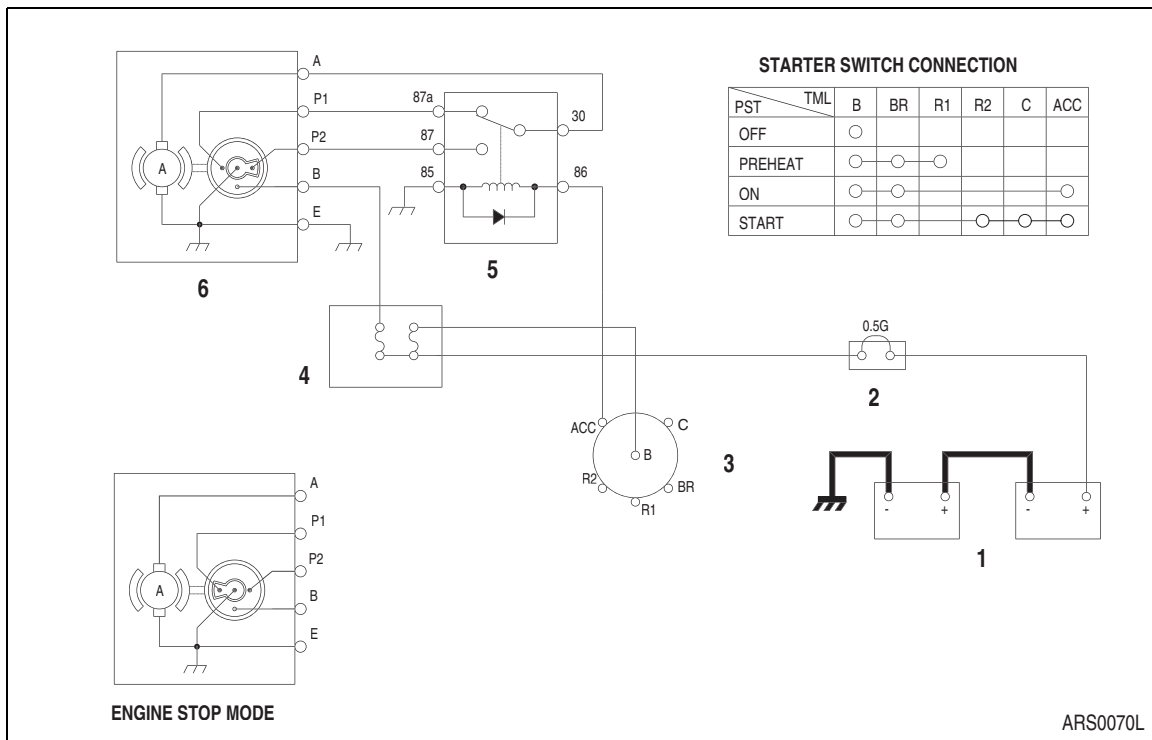 A
P1
P2
B
E
A
6
87a
87
85
30
86
5
STARTER SWITCH CONNECTION
PST TML B BR R1 R2 C ACC
OFF
PREHEAT
ON
START
4
0.5G
2
ACC
C
B
R2
BR
R1
3
- + - +
1
A
P1
P2
B
E
A
ENGINE STOP MODE
ARS0070L